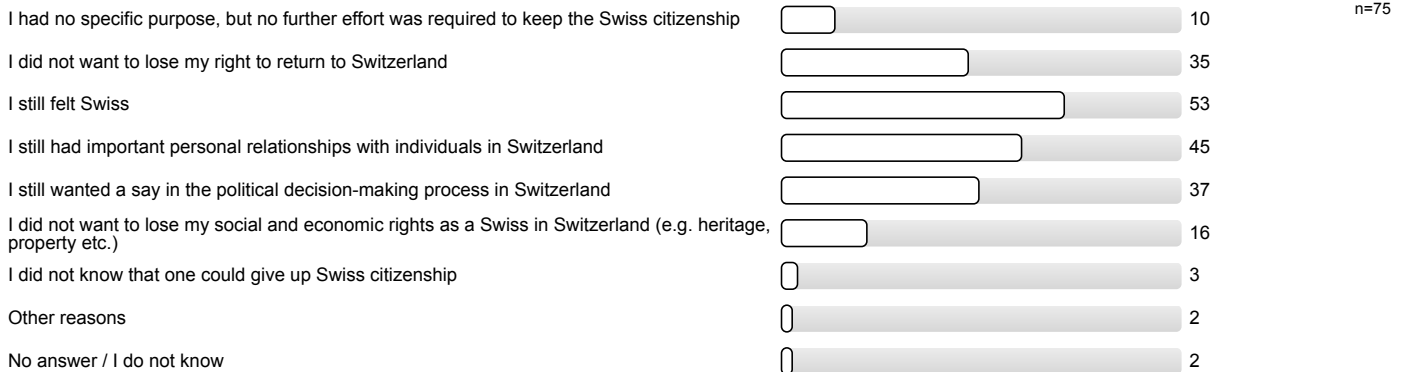 I had no specific purpose, but no further effort was required to keep the Swiss citizenship 10 n=75
I did not want to lose my right to return to Switzerland 35
I still felt Swiss 53
I still had important personal relationships with individuals in Switzerland 45
I still wanted a say in the political decision-making process in Switzerland 37
I did not want to lose my social and economic rights as a Swiss in Switzerland (e.g. heritage,
property etc.) 16
I did not know that one could give up Swiss citizenship 3
Other reasons 2
No answer / I do not know 2